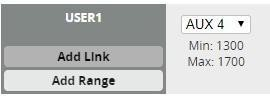 USER1
Add Link
Add Range
AUX 4
Min: 1300
Max: 1700